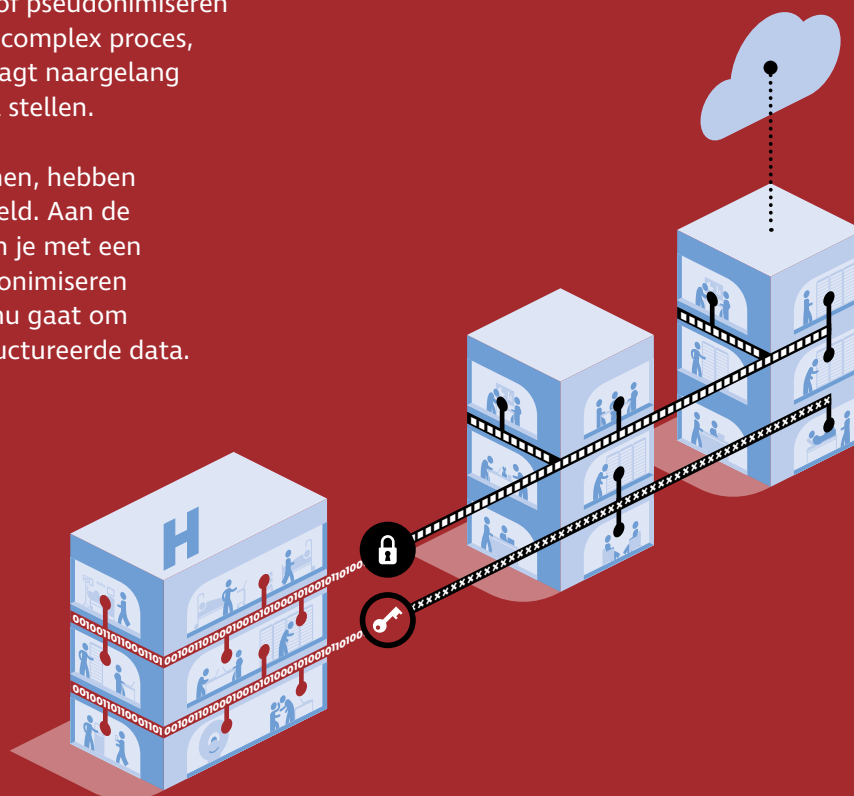 of pseudonimiseren
complex proces,
agt naargelang
stellen.
en, hebben
eld. Aan de
je met een
onimiseren
nu gaat om
uctureerde data.
H